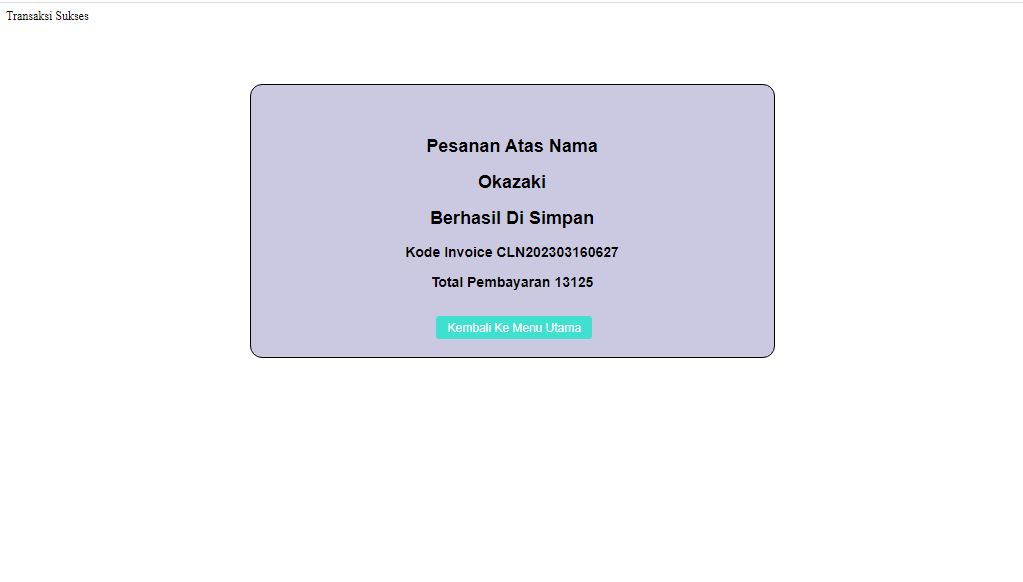 Transaksi Sukses
Pesanan Atas Nama
Okazaki
Berhasil Di Simpan
Kode Invoice CLN202303160627
Total Pembayaran 13125
Kembali Ke Menu Utama